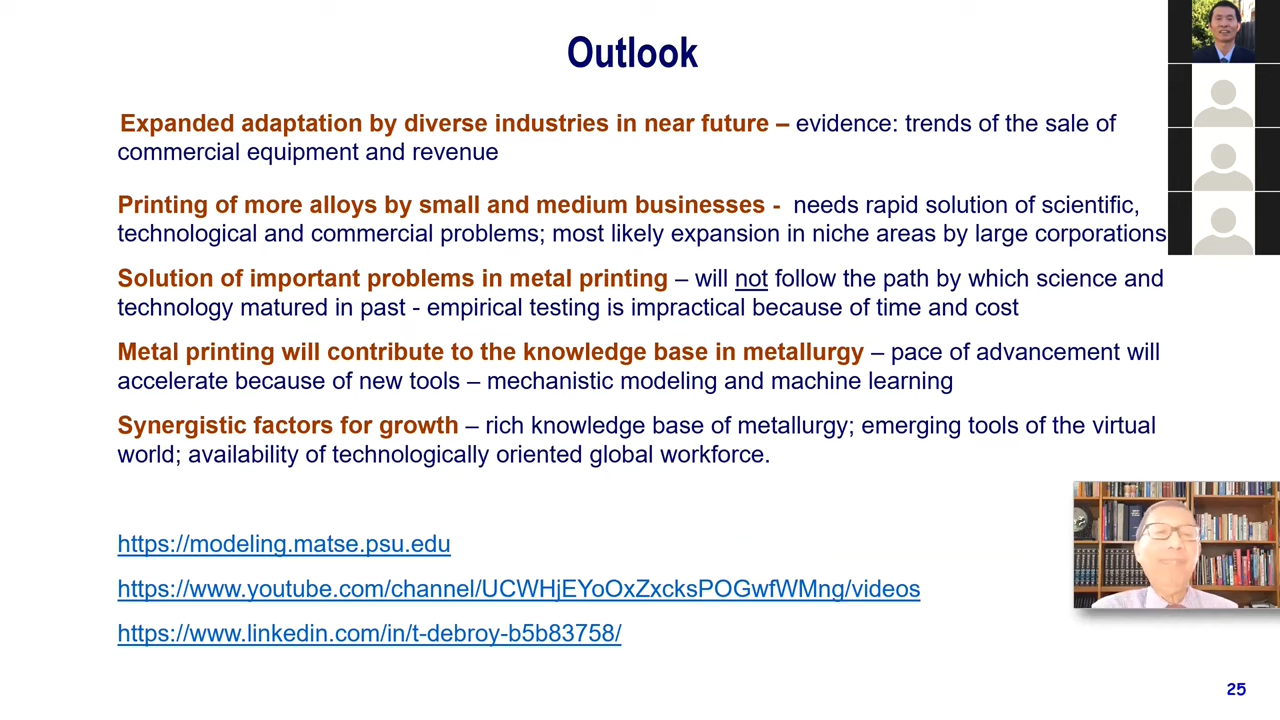 Outlook
Expanded adaptation by diverse industries in near future – evidence: trends of the sale of
commercial equipment and revenue
Printing of more alloys by small and medium businesses - needs rapid solution of scientific,
technological and commercial problems; most likely expansion in niche areas by large corporations
Solution of important problems in metal printing – will not follow the path by which science and
technology matured in past - empirical testing is impractical because of time and cost
Metal printing will contribute to the knowledge base in metallurgy – pace of advancement will
accelerate because of new tools – mechanistic modeling and machine learning
Synergistic factors for growth – rich knowledge base of metallurgy; emerging tools of the virtual
world; availability of technologically oriented global workforce.
https://modeling.matse.psu.edu
https://www.youtube.com/channel/UCWHjEYoOxZxcksPOGwfWMng/videos
https://www.linkedin.com/in/t-debroy-b5b83758/
25